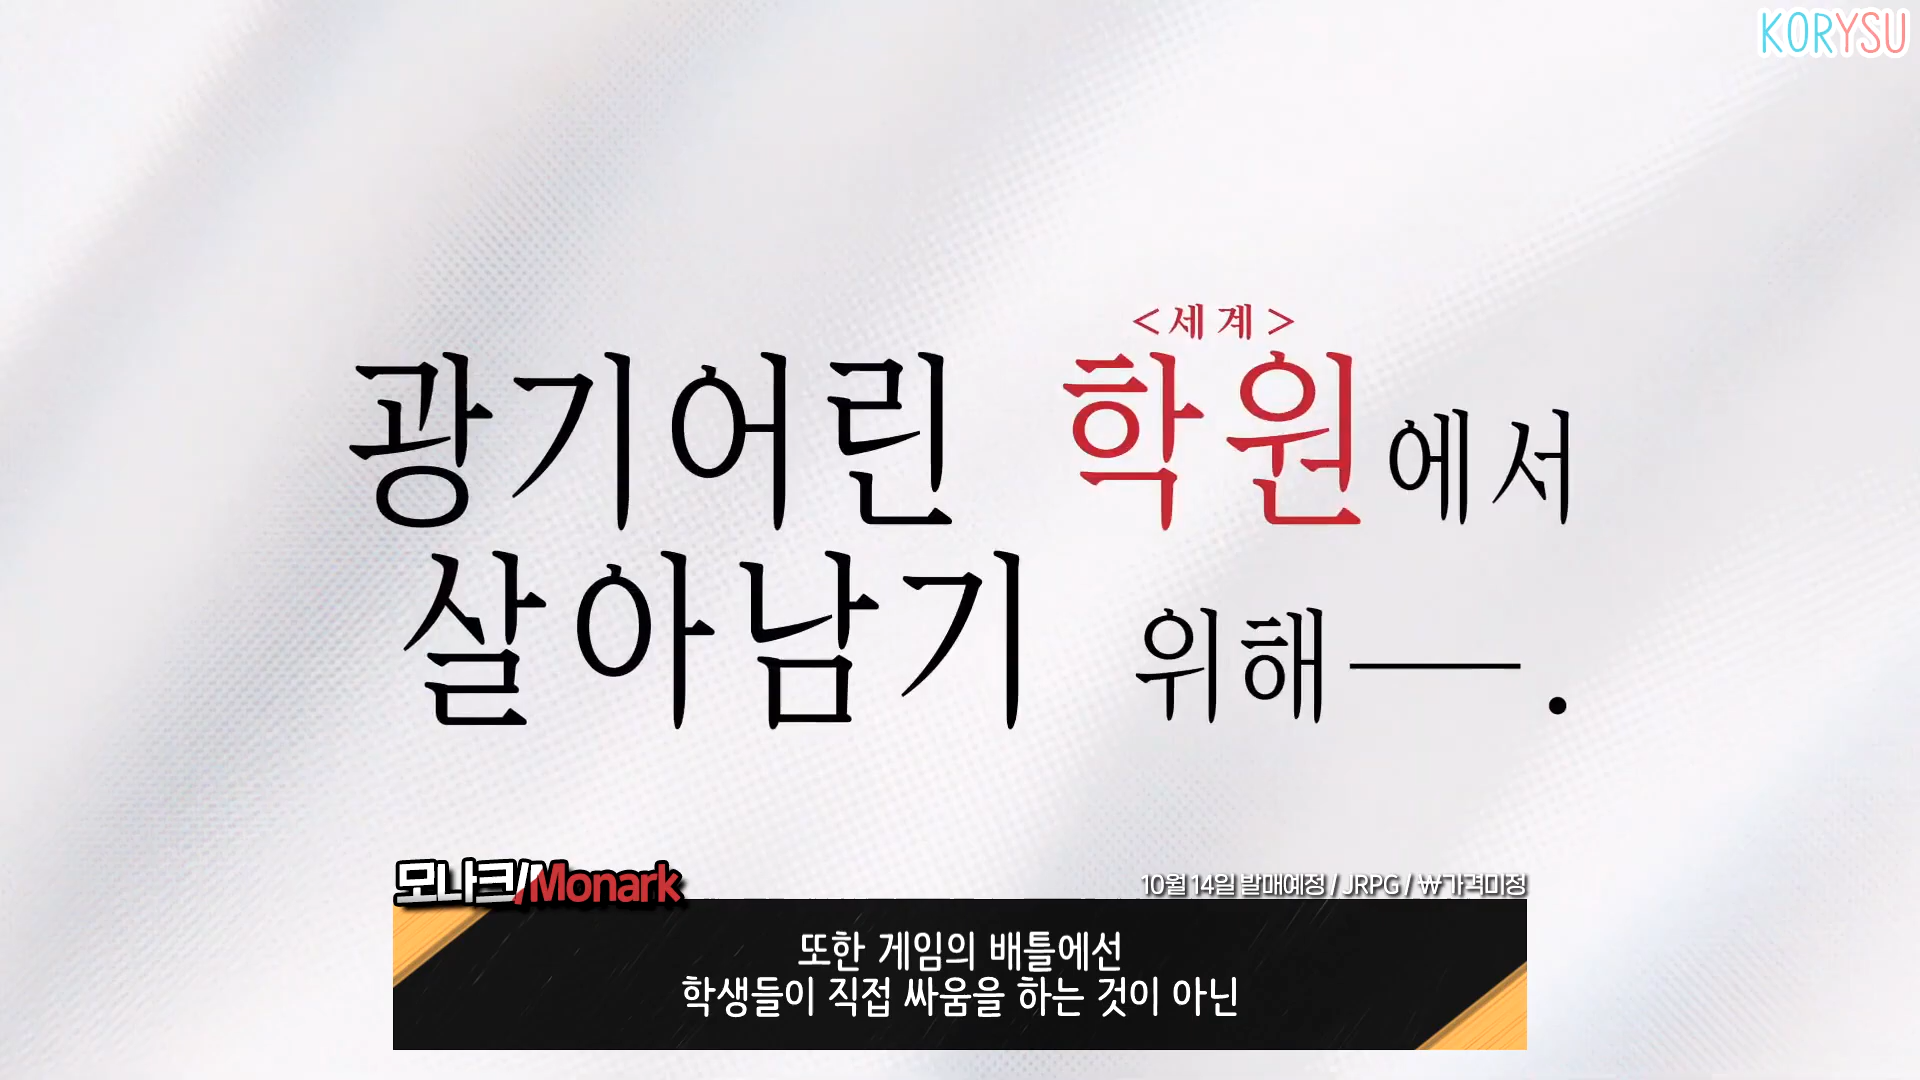 KORYSU
<세계>
광기어린 학원에서
살아남기 위해──.
모나크/Monark
10월 14일 발매예정 / JRPG / ₩가격미정
또한 게임의 배틀에선
학생들이 직접 싸움을 하는 것이 아닌